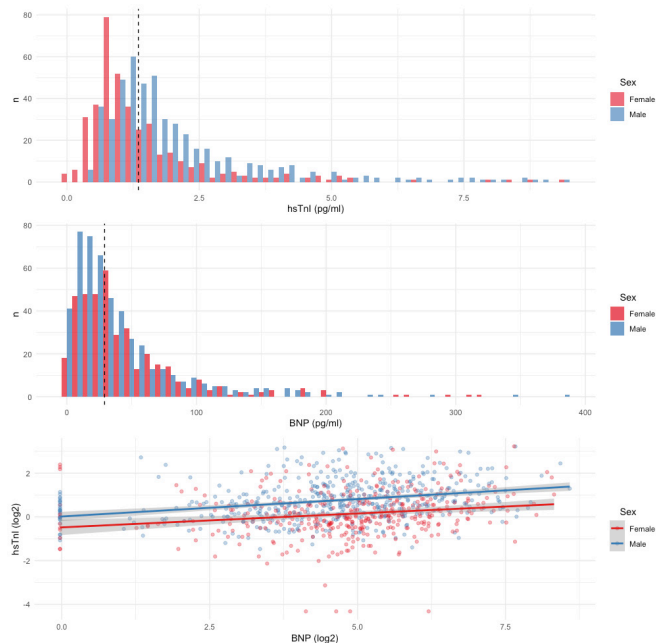 80
60
40
20
0
n
0.0 2.5 5.0 7.5
hsTnI (pg/ml)
Sex
Female
Male
80
60
40
20
0
n
0 100 200 300 400
BNP (pg/ml)
Sex
Female
Male
2
0
-2
-4
hsTnI (log2)
0.0 2.5 5.0 7.5
BNP (log2)
Sex
Female
Male